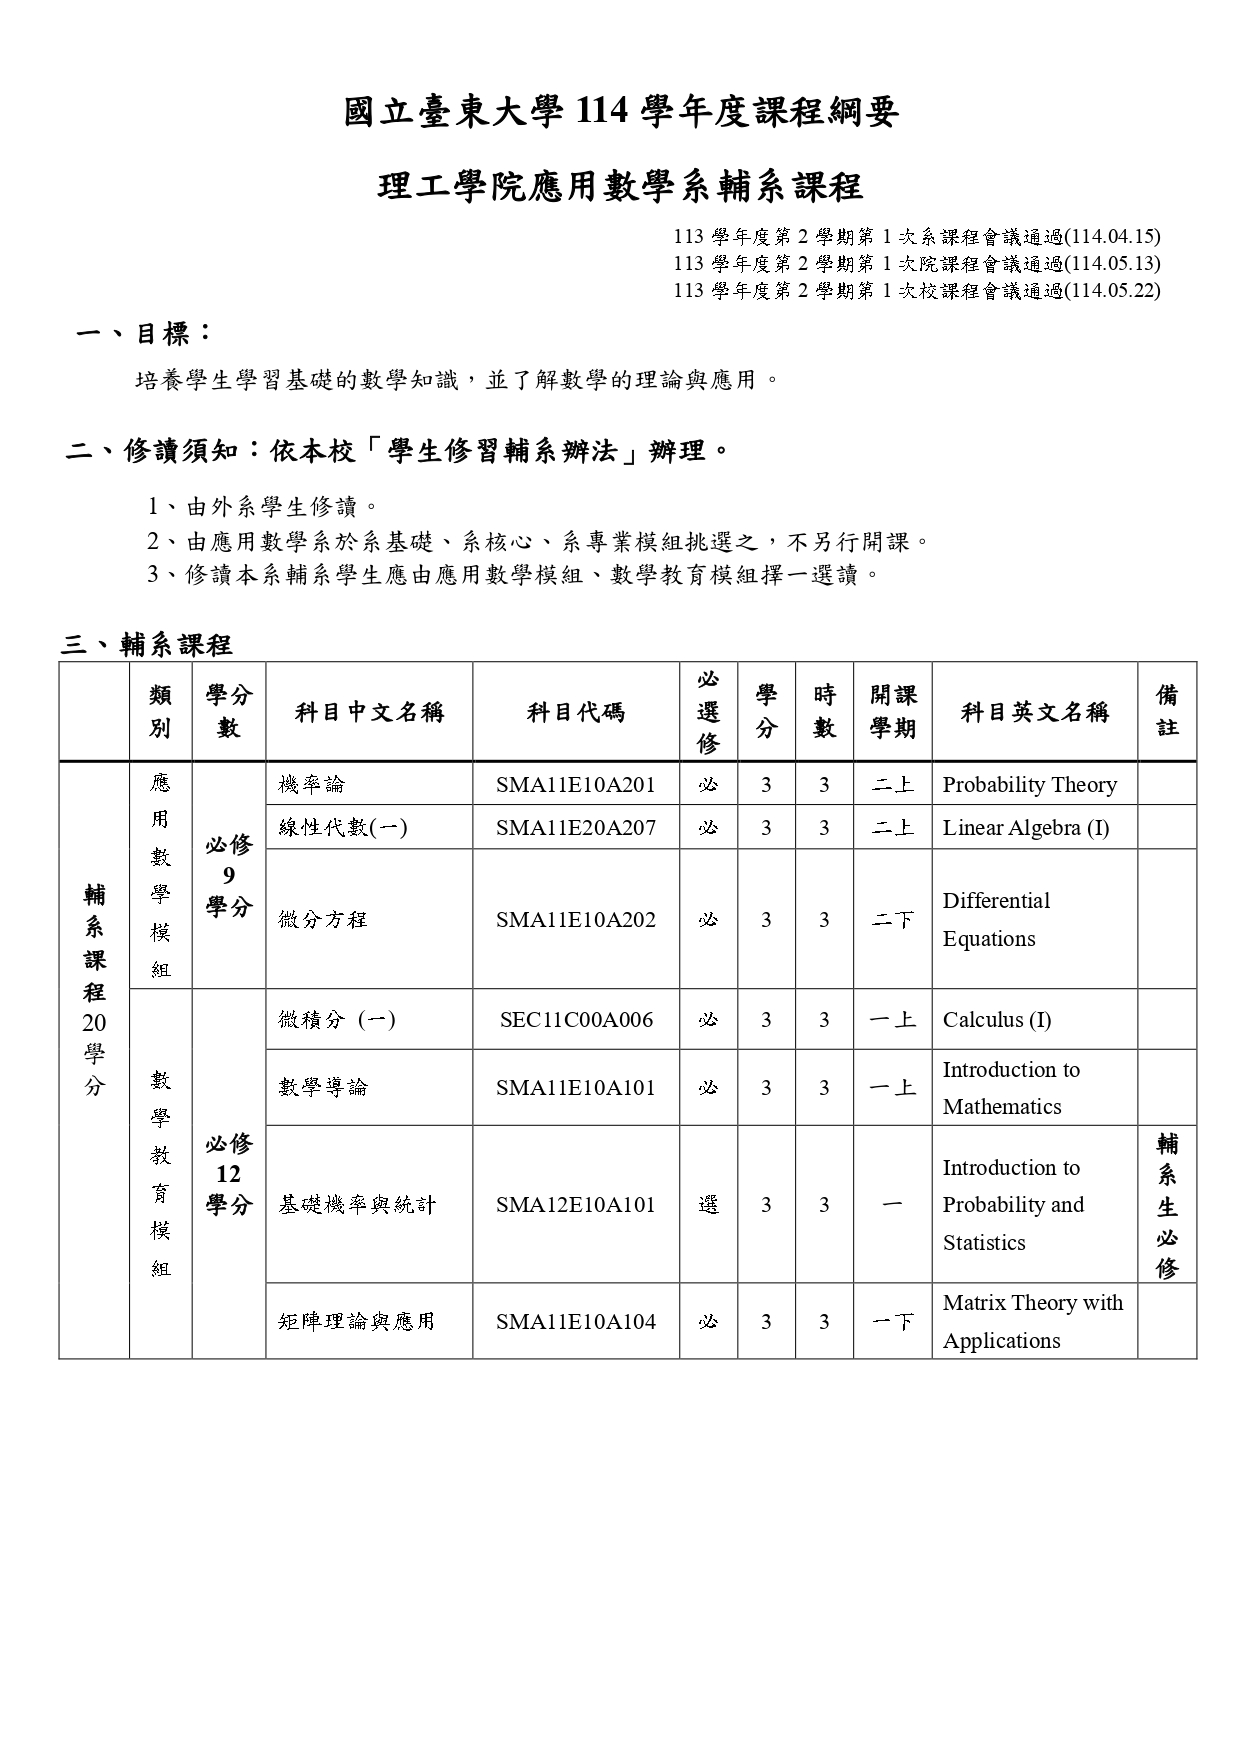 國立臺東大學 114 學年度課程綱要
理工學院應用數學系輔系課程
113 學年度第 2 學期第 1 次系課程會議通過(114.04.15)
113 學年度第 2 學期第 1 次院課程會議通過(114.05.13)
113 學年度第 2 學期第 1 次校課程會議通過(114.05.22)
一、目標：
培養學生學習基礎的數學知識，並了解數學的理論與應用。
二、修讀須知：依本校「學生修習輔系辦法」辦理。
1、由外系學生修讀。
2、由應用數學系於系基礎、系核心、系專業模組挑選之，不另行開課。
3、修讀本系輔系學生應由應用數學模組、數學教育模組擇一選讀。
三、輔系課程
類別 學分數 科目中文名稱 科目代碼 必選修 學分 時數 開課學期 科目英文名稱 備註
輔系課程20學分
應用數學模組
必修 9 學分
機率論 SMA11E10A201 必 3 3 二上 Probability Theory
線性代數(一) SMA11E20A207 必 3 3 二上 Linear Algebra (I)
微分方程 SMA11E10A202 必 3 3 二下 Differential Equations
數學教育模組
必修 12 學分
微積分 (一) SEC11C00A006 必 3 3 一上 Calculus (I)
數學導論 SMA11E10A101 必 3 3 一上 Introduction to Mathematics
基礎機率與統計 SMA12E10A101 選 3 3 一 Introduction to Probability and Statistics 輔系生必修
矩陣理論與應用 SMA11E10A104 必 3 3 一下 Matrix Theory with Applications